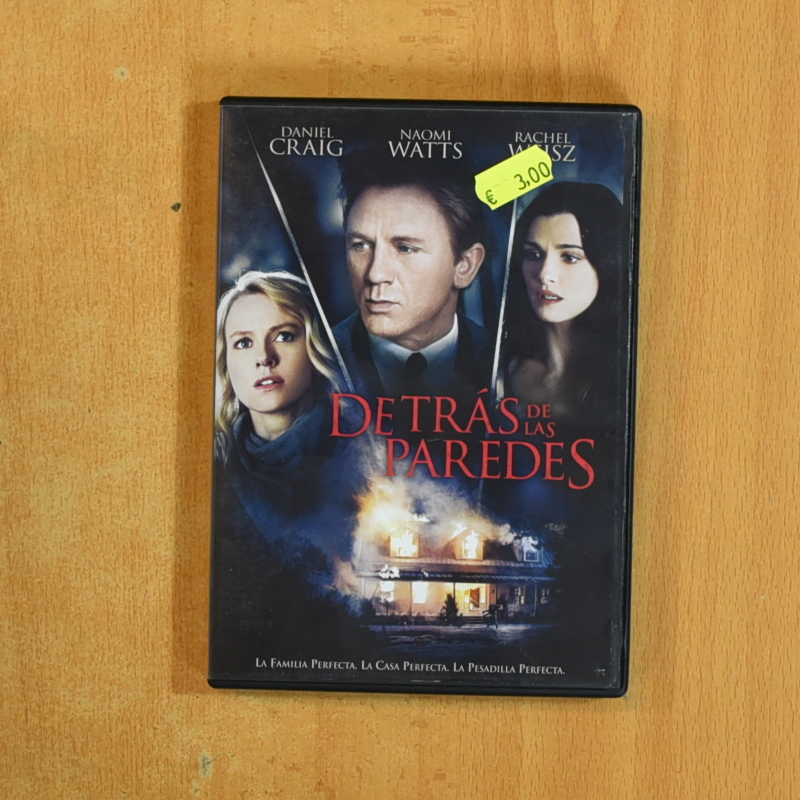 DANIEL CRAIG
NAOMI WATTS
RACHEL
€ 3,00
DETRÁS DE LAS
PAREDES
LA FAMILIA PERFECTA. LA CASA PERFECTA. LA PESADILLA PERFECTA.